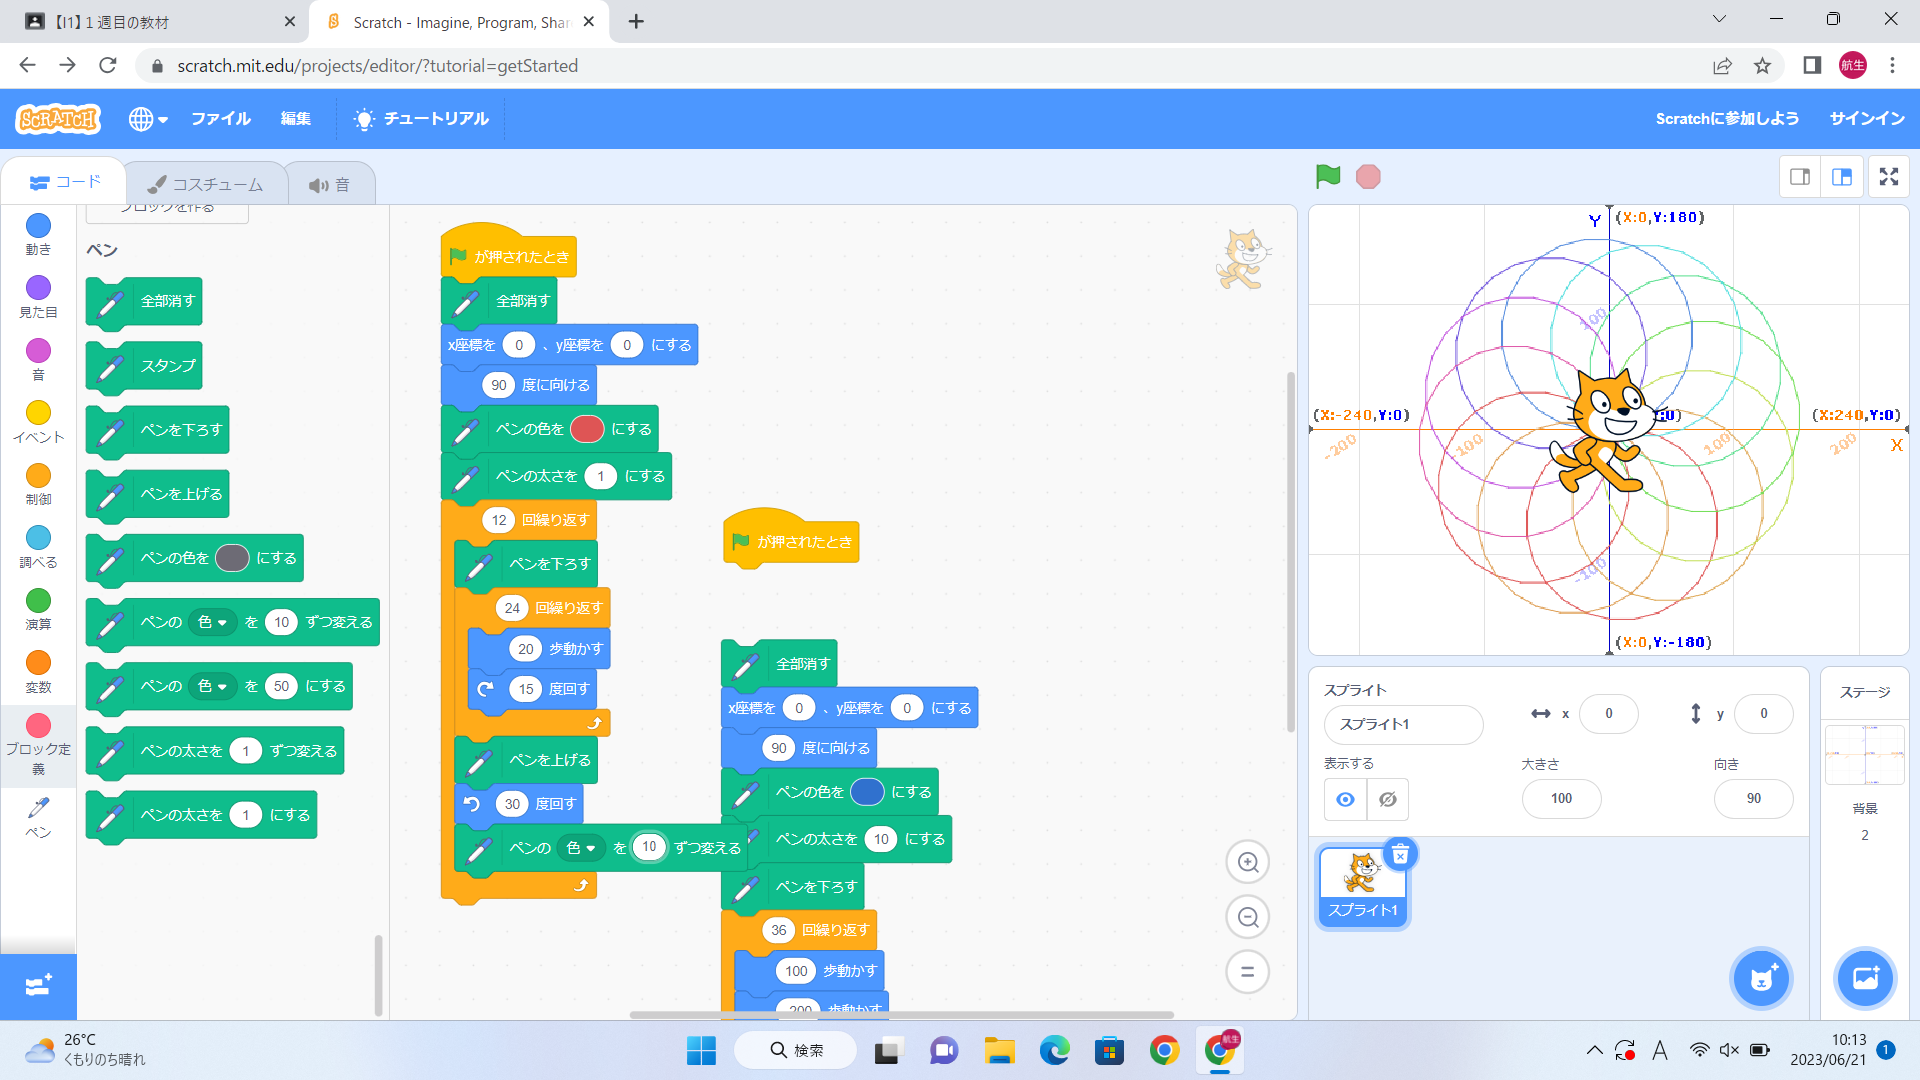 【I1】1 週目の教材
Scratch - Imagine, Program, Shar
scratch.mit.edu/projects/editor/?tutorial=getStarted
航生
SCRATCH
ファイル
編集
チュートリアル
Scratchに参加しよう
サインイン
コード
コスチューム
音
動き
見た目
音
イベント
制御
調べる
演算
変数
ブロック定義
ペン
ブロックを作る
ペン
全部消す
スタンプ
ペンを下ろす
ペンを上げる
ペンの色を にする
ペンの 色 を 10 ずつ変える
ペンの 色 を 50 にする
ペンの太さを 1 ずつ変える
ペンの太さを 1 にする
が押されたとき
全部消す
x座標を 0 、y座標を 0 にする
90 度に向ける
ペンの色を にする
ペンの太さを 1 にする
12 回繰り返す
ペンを下ろす
24 回繰り返す
20 歩動かす
15 度回す
ペンを上げる
30 度回す
ペンの 色 を 10 ずつ変える
が押されたとき
全部消す
x座標を 0 、y座標を 0 にする
90 度に向ける
ペンの色を にする
ペンの太さを 10 にする
ペンを下ろす
36 回繰り返す
100 歩動かす
-200 歩動かす
Y (X:0,Y:180)
100
(X:-240,Y:0)
:0)
(X:240,Y:0)
-200
-100
100
200
X
-100
(X:0,Y:-180)
スプライト
スプライト1
x 0
y 0
表示する
大きさ
100
向き
90
スプライト1
ステージ
背景
2
26°C
くもりのち晴れ
検索
航生
A
10:13
2023/06/21
1